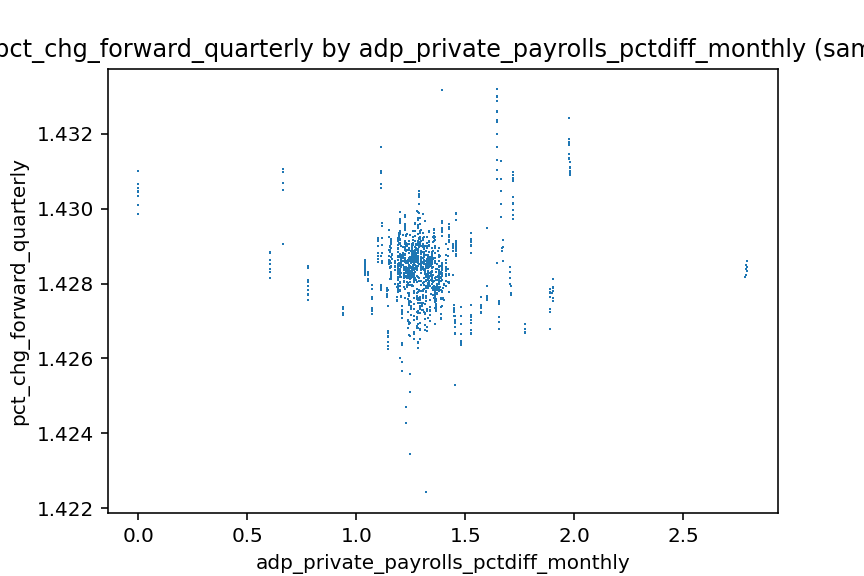 pct_chg_forward_quarterly by adp_private_payrolls_pctdiff_monthly (sam
pct_chg_forward_quarterly
1.432
1.430
1.428
1.426
1.424
1.422
0.0 0.5 1.0 1.5 2.0 2.5
adp_private_payrolls_pctdiff_monthly